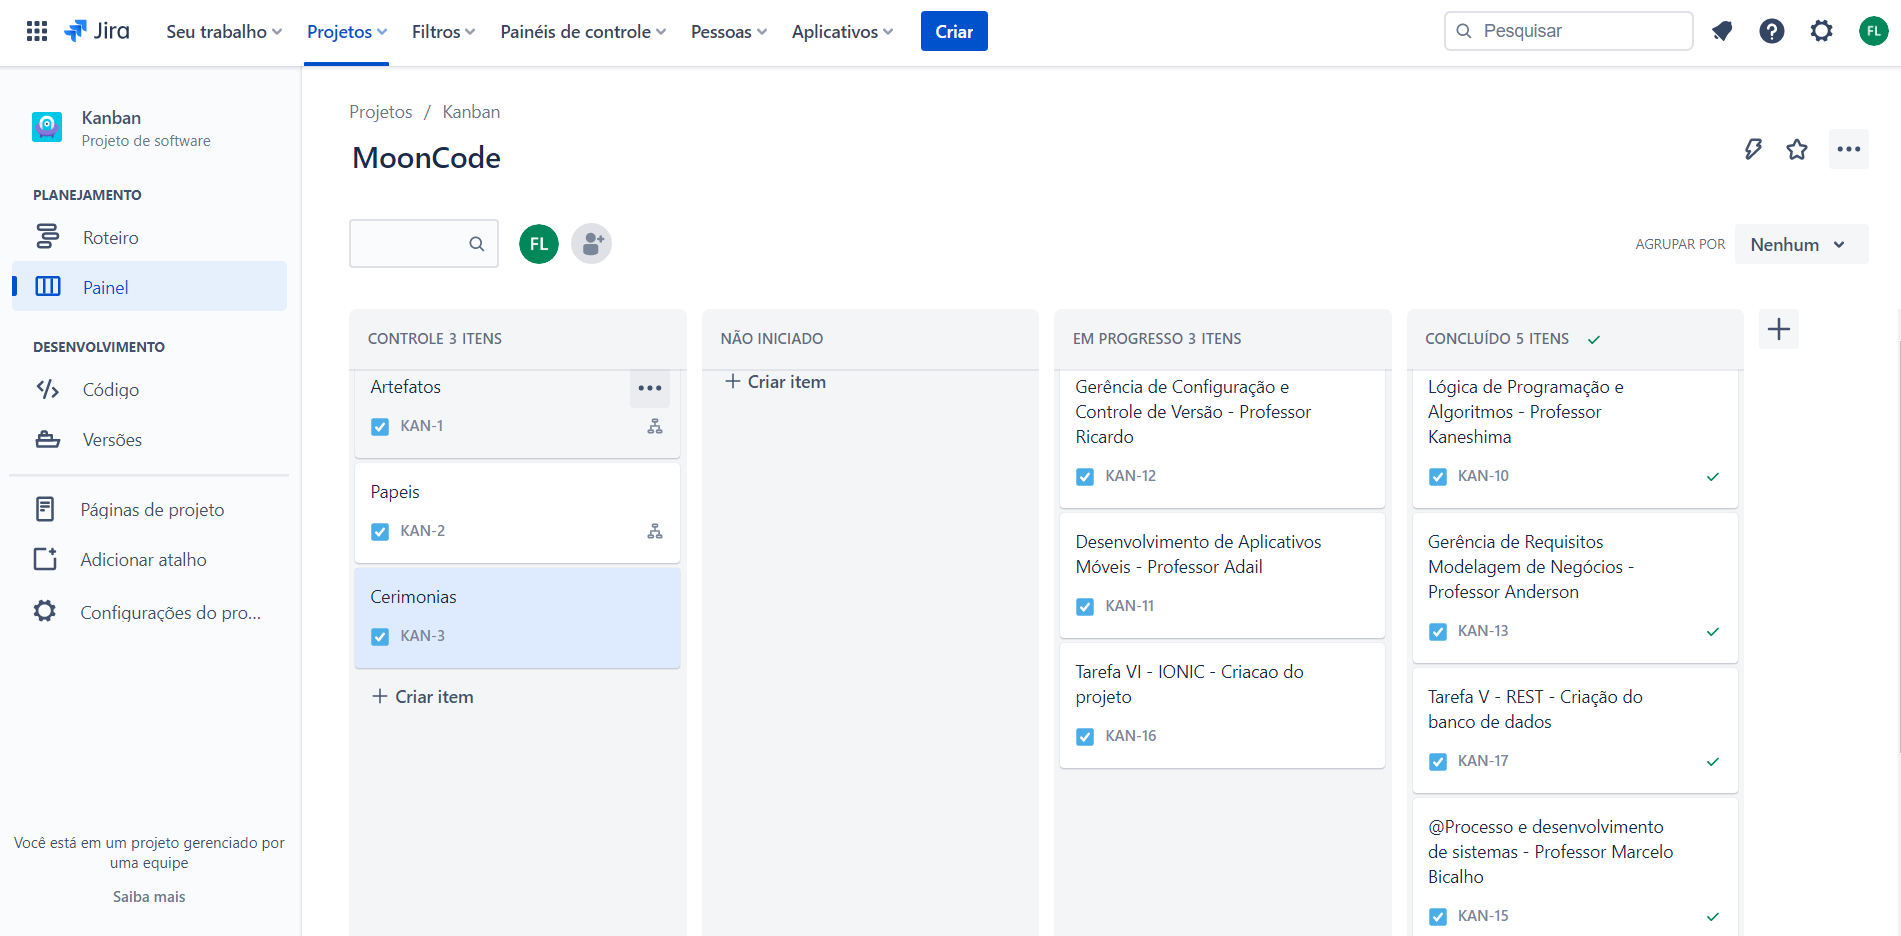 Jira
Seu trabalho
Projetos
Filtros
Painéis de controle
Pessoas
Aplicativos
Criar
Pesquisar
FL
Kanban
Projeto de software
PLANEJAMENTO
Roteiro
Painel
DESENVOLVIMENTO
Código
Versões
Páginas de projeto
Adicionar atalho
Configurações do pro...
Você está em um projeto gerenciado por
uma equipe
Saiba mais
Projetos / Kanban
MoonCode
FL
AGRUPAR POR
Nenhum
CONTROLE 3 ITENS
Artefatos
KAN-1
Papeis
KAN-2
Cerimonias
KAN-3
Criar item
NÃO INICIADO
Criar item
EM PROGRESSO 3 ITENS
Gerência de Configuração e
Controle de Versão - Professor
Ricardo
KAN-12
Desenvolvimento de Aplicativos
Móveis - Professor Adail
KAN-11
Tarefa VI - IONIC - Criacao do
projeto
KAN-16
CONCLUÍDO 5 ITENS
Lógica de Programação e
Algoritmos - Professor
Kaneshima
KAN-10
Gerência de Requisitos
Modelagem de Negócios -
Professor Anderson
KAN-13
Tarefa V - REST - Criação do
banco de dados
KAN-17
@Processo e desenvolvimento
de sistemas - Professor Marcelo
Bicalho
KAN-15